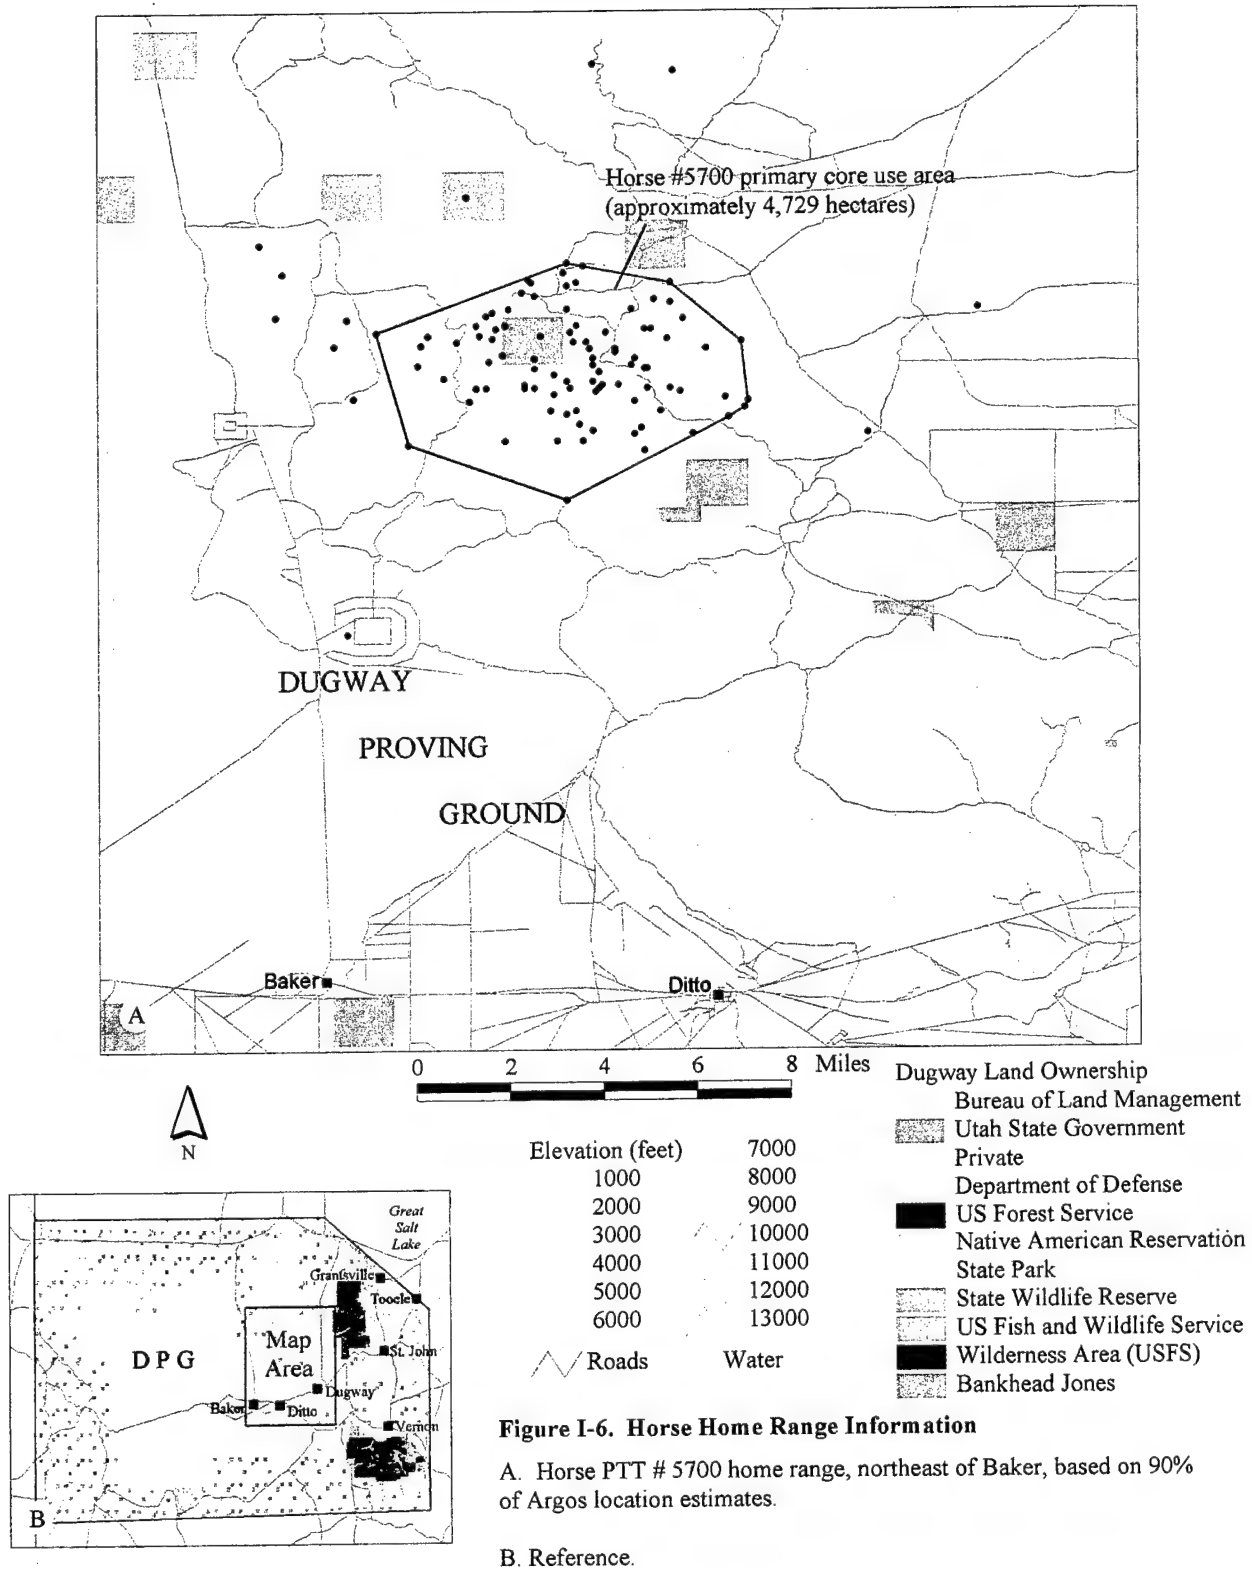 Horse #5700 primary core use area
(approximately 4,729 hectares)
DUGWAY
PROVING
GROUND
Baker
Ditto
A
0 2 4 6 8 Miles
N
Dugway Land Ownership
Bureau of Land Management
Utah State Government
Private
Department of Defense
US Forest Service
Native American Reservation
State Park
State Wildlife Reserve
US Fish and Wildlife Service
Wilderness Area (USFS)
Bankhead Jones
Elevation (feet)
1000
2000
3000
4000
5000
6000
7000
8000
9000
10000
11000
12000
13000
Roads
Water
Great
Salt
Lake
Grantsville
Tooele
Map
Area
DPG
St. John
Dugway
Baker
Ditto
Vernon
B
Figure I-6. Horse Home Range Information
A. Horse PTT # 5700 home range, northeast of Baker, based on 90%
of Argos location estimates.
B. Reference.